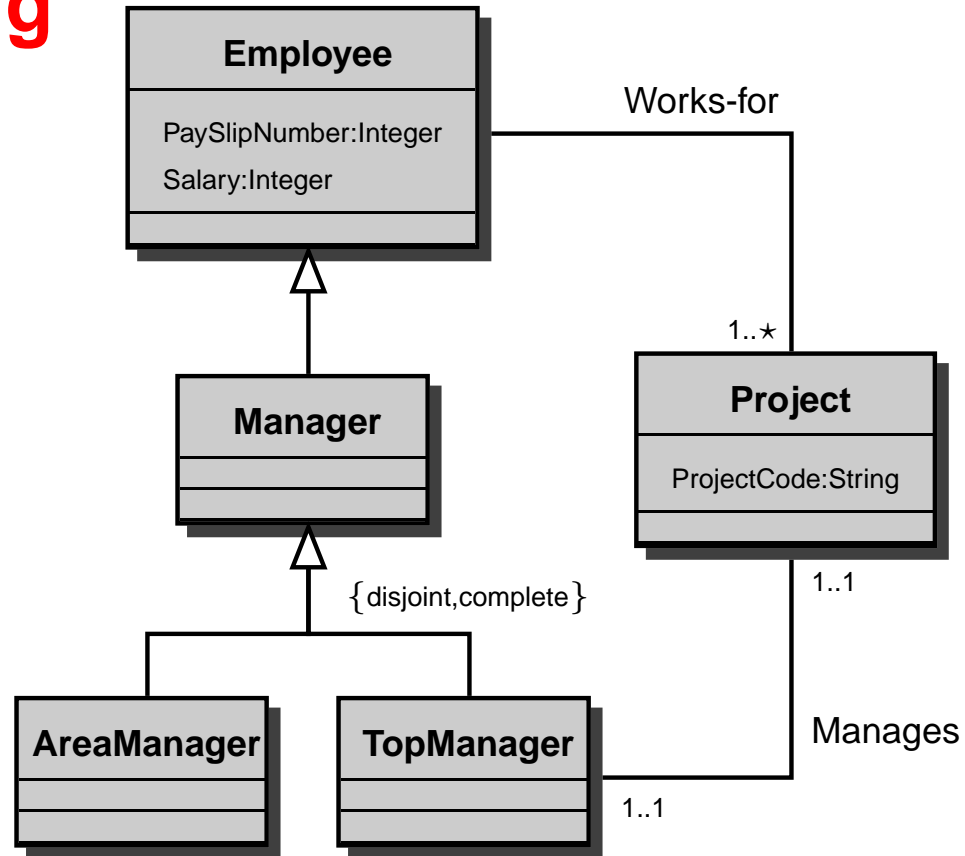 g
Employee
PaySlipNumber:Integer
Salary:Integer
Works-for
1..⋆
Manager
Project
ProjectCode:String
{disjoint,complete}
1..1
AreaManager
TopManager
Manages
1..1